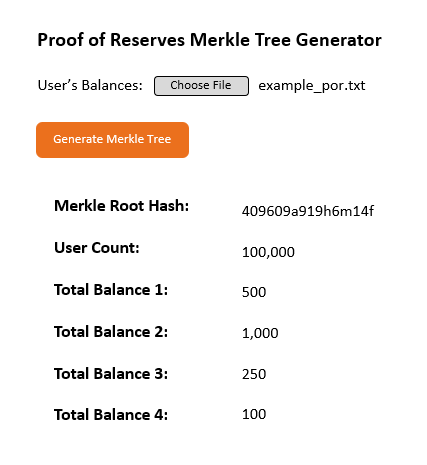 Proof of Reserves Merkle Tree Generator
User’s Balances: Choose File example_por.txt
Generate Merkle Tree
Merkle Root Hash: 409609a919h6m14f
User Count: 100,000
Total Balance 1: 500
Total Balance 2: 1,000
Total Balance 3: 250
Total Balance 4: 100